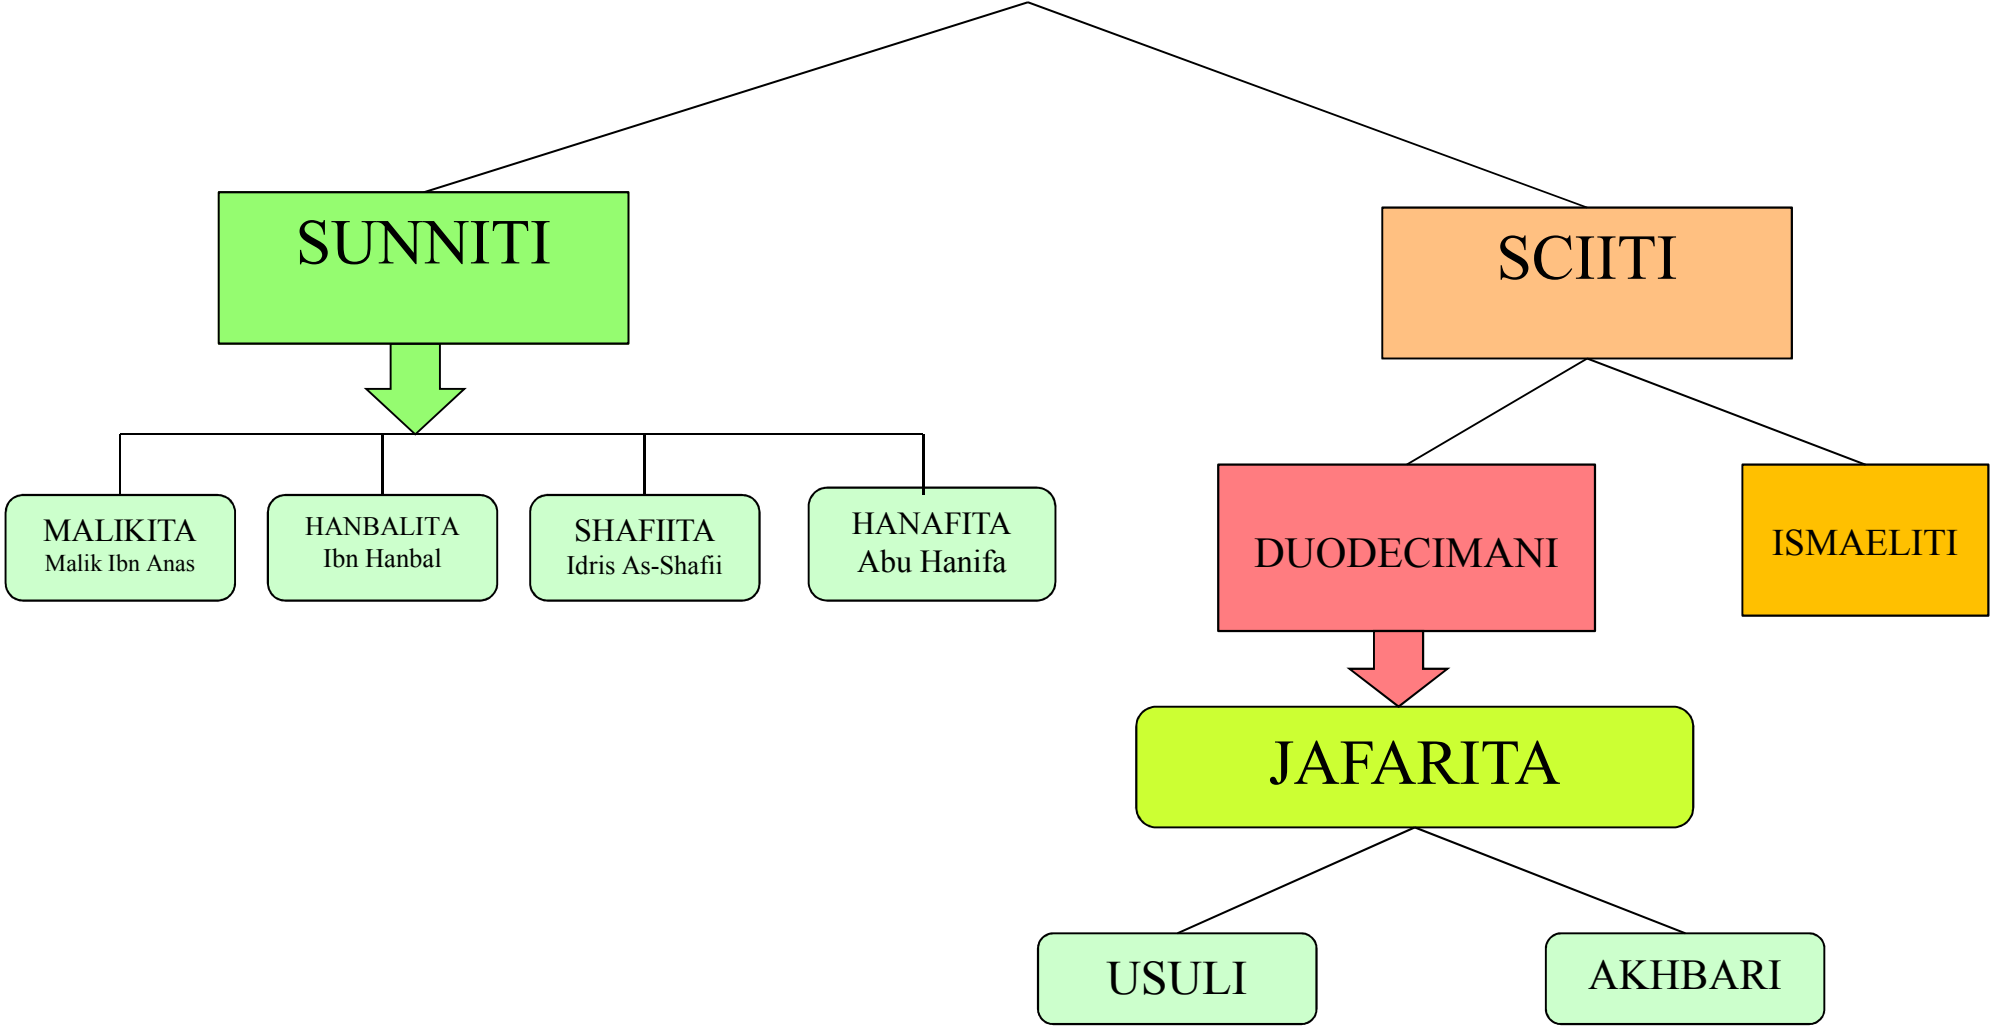 SUNNITI
SCIITI
MALIKITA
Malik Ibn Anas
HANBALITA
Ibn Hanbal
SHAFIITA
Idris As-Shafii
HANAFITA
Abu Hanifa
DUODECIMANI
ISMAELITI
JAFARITA
USULI
AKHBARI